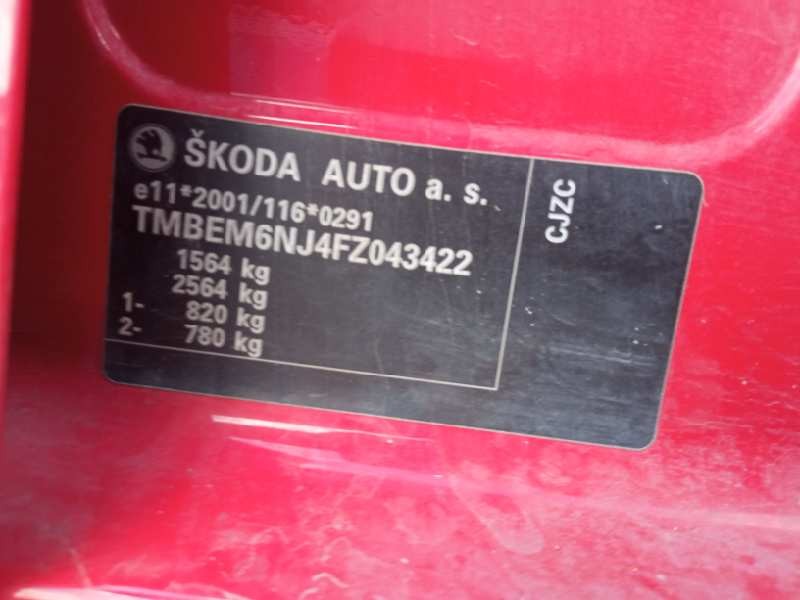 ŠKODA AUTO a. s.
e11*2001/116*0291
TMBEM6NJ4FZ043422
1564 kg
2564 kg
1- 820 kg
2- 780 kg
CJZC